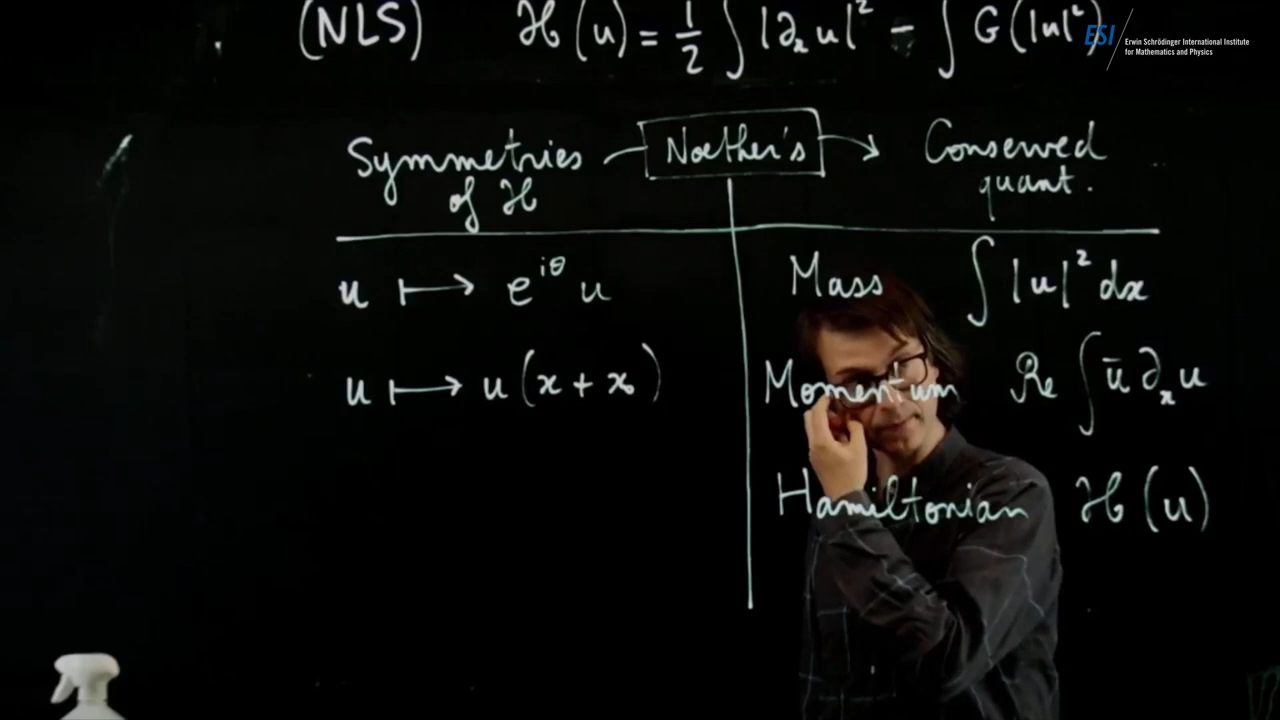 (NLS) ℋ(u) = 1/2 ∫ |∂ₓu|² − ∫ G(|u|²)
ESI Erwin Schrödinger International Institute
for Mathematics and Physics
Symmetries of ℋ
Noether's
Conserved quant.
u ↦ e^{iθ} u
Mass ∫ |u|² dx
u ↦ u(x + x₀)
Momentum Re ∫ ū ∂ₓu
Hamiltonian ℋ(u)